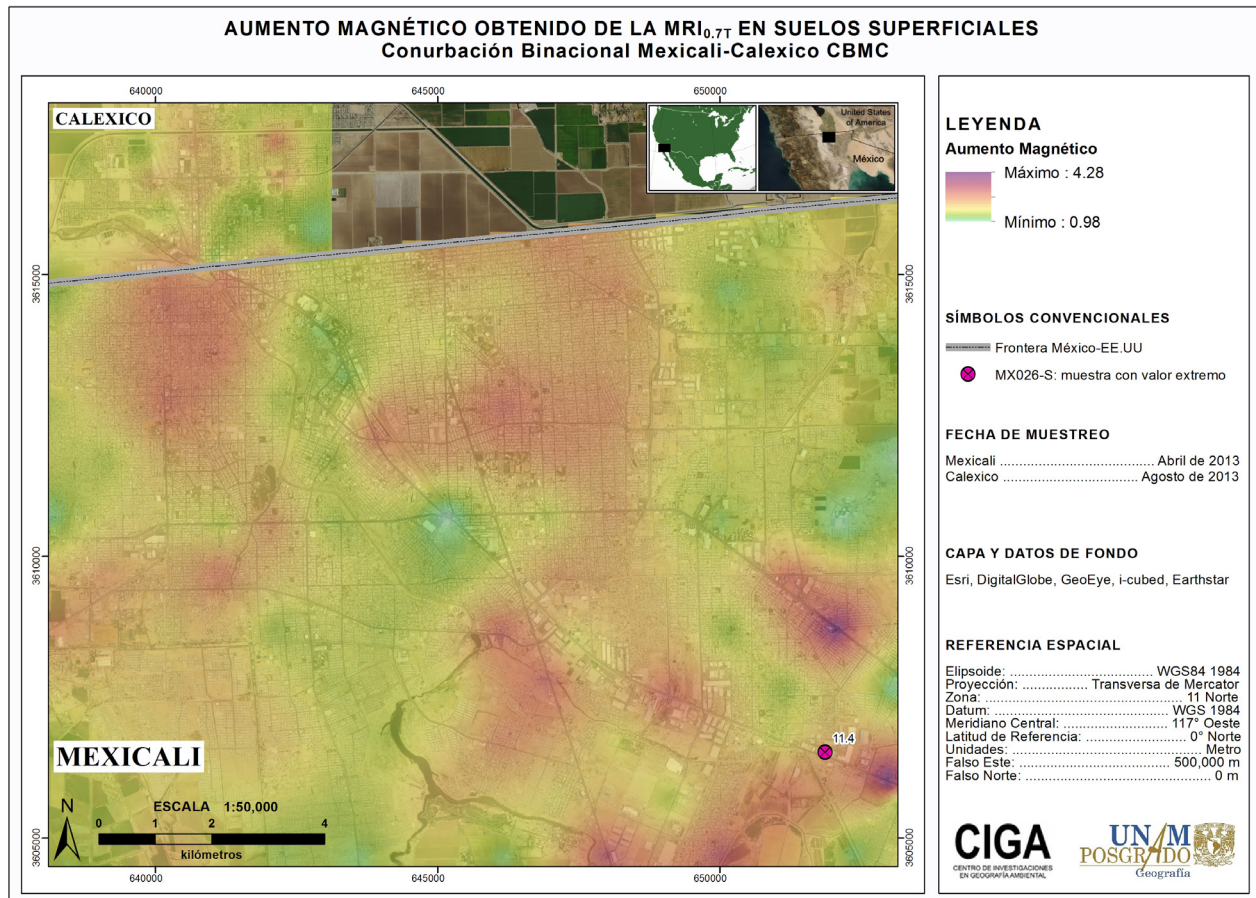 AUMENTO MAGNÉTICO OBTENIDO DE LA MRI0.7T EN SUELOS SUPERFICIALES
Conurbación Binacional Mexicali-Calexico CBMC
640000
645000
650000
CALEXICO
United States
of America
México
3615000
3615000
3610000
3610000
3605000
3605000
11.4
MEXICALI
N
ESCALA 1:50,000
0 1 2 4
kilómetros
640000
645000
650000
LEYENDA
Aumento Magnético
Máximo : 4.28
Mínimo : 0.98
SÍMBOLOS CONVENCIONALES
Frontera México-EE.UU
MX026-S: muestra con valor extremo
FECHA DE MUESTREO
Mexicali ........................................ Abril de 2013
Calexico ................................... Agosto de 2013
CAPA Y DATOS DE FONDO
Esri, DigitalGlobe, GeoEye, i-cubed, Earthstar
REFERENCIA ESPACIAL
Elipsoide: ...................................... WGS84 1984
Proyección: ................. Transversa de Mercator
Zona: .................................................... 11 Norte
Datum: ............................................ WGS 1984
Meridiano Central: ......................... 117° Oeste
Latitud de Referencia: ....................... 0° Norte
Unidades: ................................................ Metro
Falso Este: ....................................... 500,000 m
Falso Norte: ................................................ 0 m
CIGA
CENTRO DE INVESTIGACIONES
EN GEOGRAFÍA AMBIENTAL
UNAM
POSGRADO
Geografía